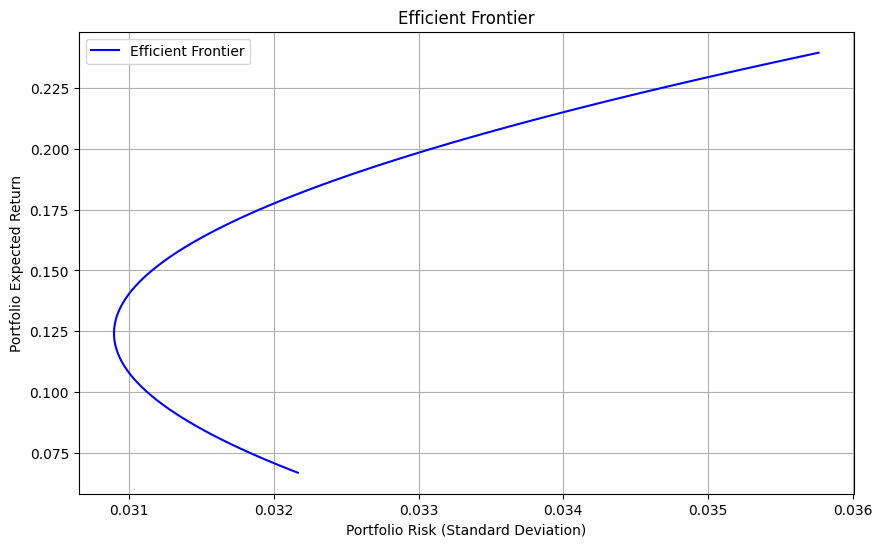 Efficient Frontier
Efficient Frontier
0.225
0.200
0.175
0.150
0.125
0.100
0.075
Portfolio Expected Return
0.031 0.032 0.033 0.034 0.035 0.036
Portfolio Risk (Standard Deviation)